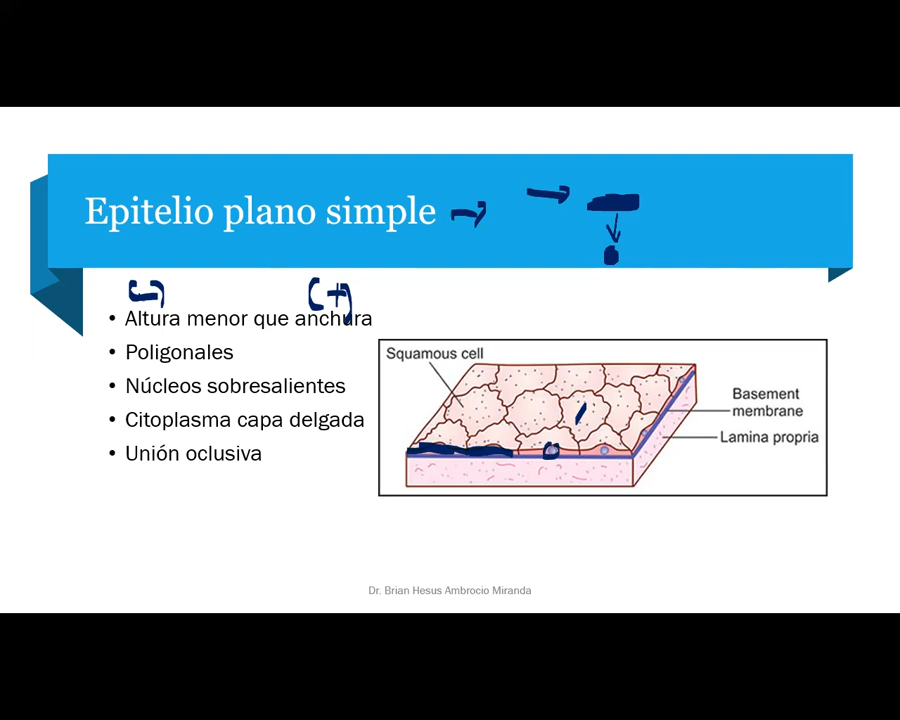 Epitelio plano simple
(-)
(+)
• Altura menor que anchura
• Poligonales
• Núcleos sobresalientes
• Citoplasma capa delgada
• Unión oclusiva
Squamous cell
Basement
membrane
Lamina propria
Dr. Brian Hesus Ambrocio Miranda